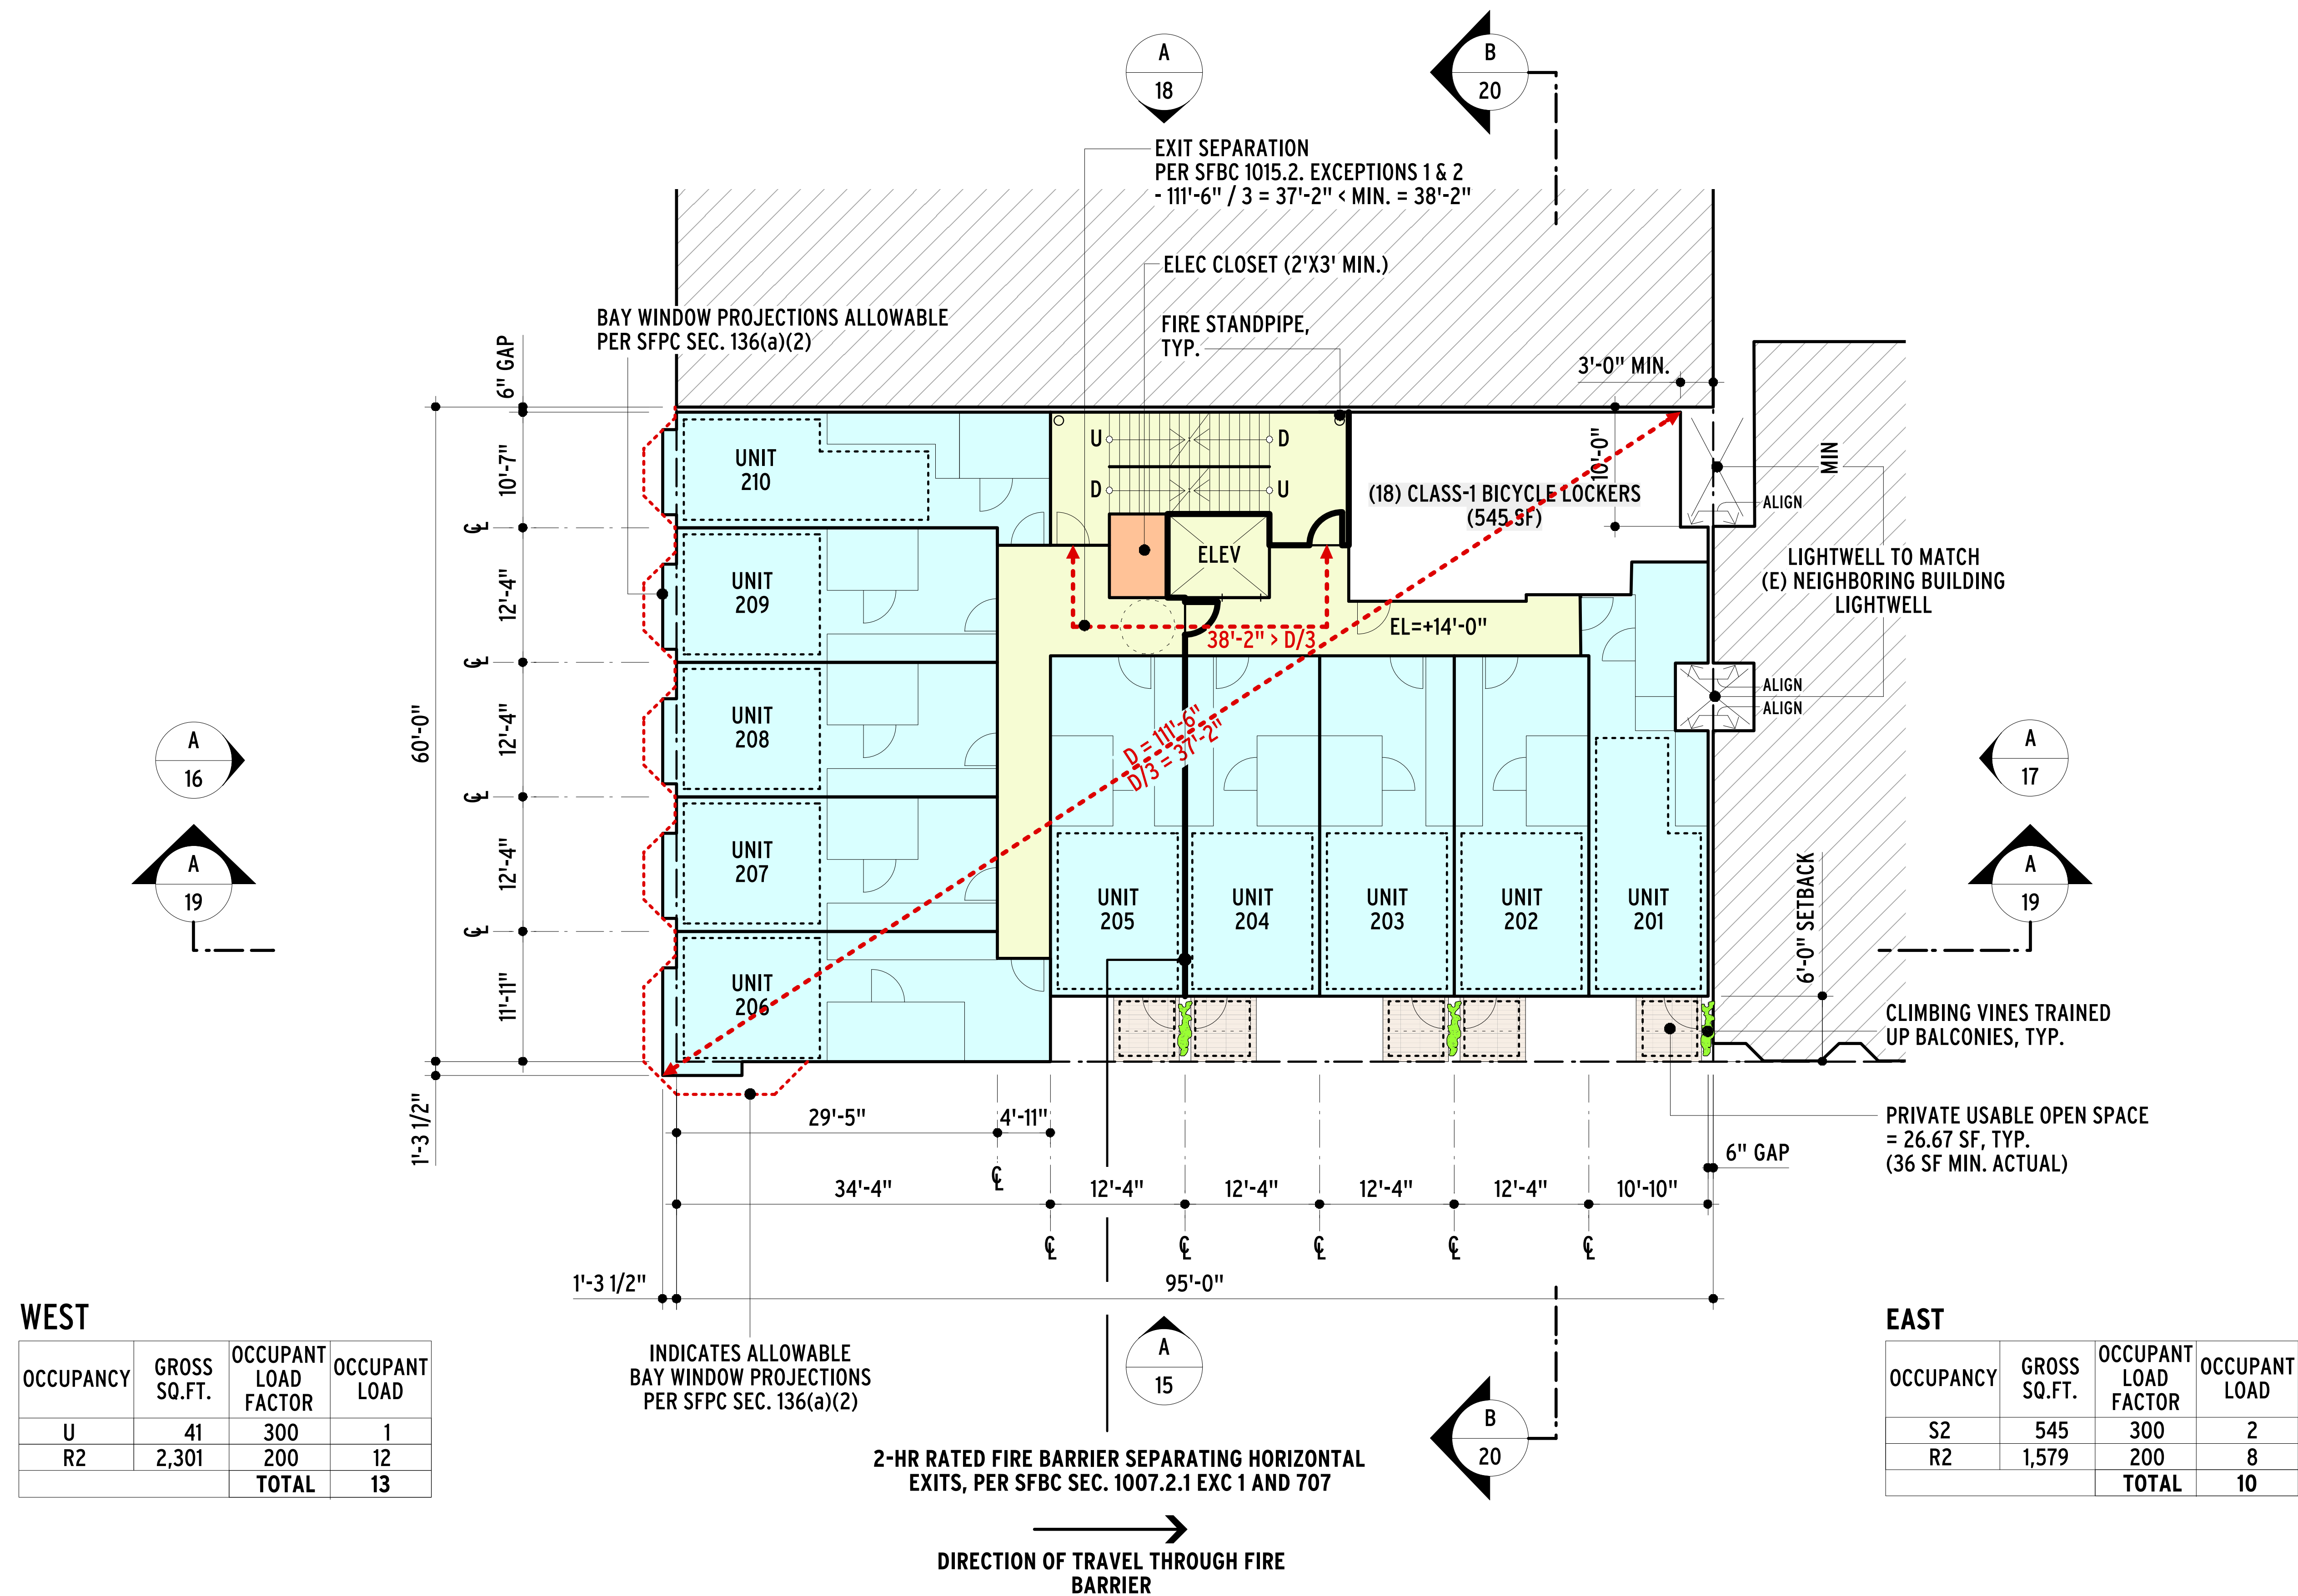 A
18
B
20
EXIT SEPARATION
PER SFBC 1015.2. EXCEPTIONS 1 & 2
- 111'-6" / 3 = 37'-2" < MIN. = 38'-2"
ELEC CLOSET (2'X3' MIN.)
BAY WINDOW PROJECTIONS ALLOWABLE
PER SFPC SEC. 136(a)(2)
FIRE STANDPIPE,
TYP.
3'-0" MIN.
6" GAP
10'-7"
12'-4"
12'-4"
12'-4"
11'-11"
60'-0"
1'-3 1/2"
℄
℄
℄
℄
UNIT
210
U
D
D
U
10'-0"
MIN
(18) CLASS-1 BICYCLE LOCKERS
(545 SF)
ALIGN
ELEV
LIGHTWELL TO MATCH
(E) NEIGHBORING BUILDING
LIGHTWELL
UNIT
209
38'-2" > D/3
EL=+14'-0"
ALIGN
ALIGN
UNIT
208
D = 111'-6"
D/3 = 37'-2"
A
16
A
17
UNIT
207
A
19
A
19
UNIT
205
UNIT
204
UNIT
203
UNIT
202
UNIT
201
6'-0" SETBACK
UNIT
206
CLIMBING VINES TRAINED
UP BALCONIES, TYP.
PRIVATE USABLE OPEN SPACE
= 26.67 SF, TYP.
(36 SF MIN. ACTUAL)
29'-5"
4'-11"
6" GAP
℄
34'-4"
12'-4"
12'-4"
12'-4"
12'-4"
10'-10"
℄
℄
℄
℄
℄
1'-3 1/2"
95'-0"
INDICATES ALLOWABLE
BAY WINDOW PROJECTIONS
PER SFPC SEC. 136(a)(2)
A
15
B
20
WEST
OCCUPANCY GROSS SQ.FT. OCCUPANT LOAD FACTOR OCCUPANT LOAD
U 41 300 1
R2 2,301 200 12
TOTAL 13
EAST
OCCUPANCY GROSS SQ.FT. OCCUPANT LOAD FACTOR OCCUPANT LOAD
S2 545 300 2
R2 1,579 200 8
TOTAL 10
2-HR RATED FIRE BARRIER SEPARATING HORIZONTAL
EXITS, PER SFBC SEC. 1007.2.1 EXC 1 AND 707
DIRECTION OF TRAVEL THROUGH FIRE
BARRIER